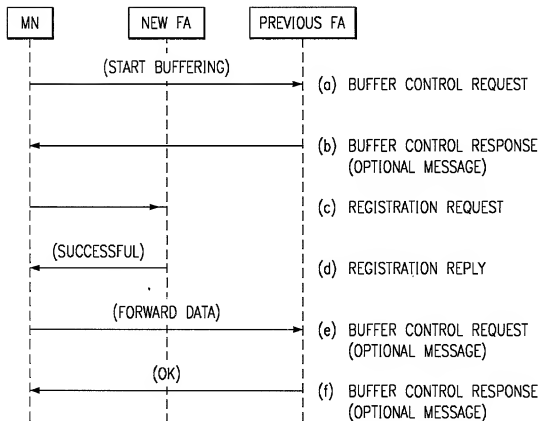 MN
NEW FA
PREVIOUS FA
(START BUFFERING)
(a) BUFFER CONTROL REQUEST
(b) BUFFER CONTROL RESPONSE
(OPTIONAL MESSAGE)
(c) REGISTRATION REQUEST
(SUCCESSFUL)
(d) REGISTRATION REPLY
(FORWARD DATA)
(e) BUFFER CONTROL REQUEST
(OPTIONAL MESSAGE)
(OK)
(f) BUFFER CONTROL RESPONSE
(OPTIONAL MESSAGE)